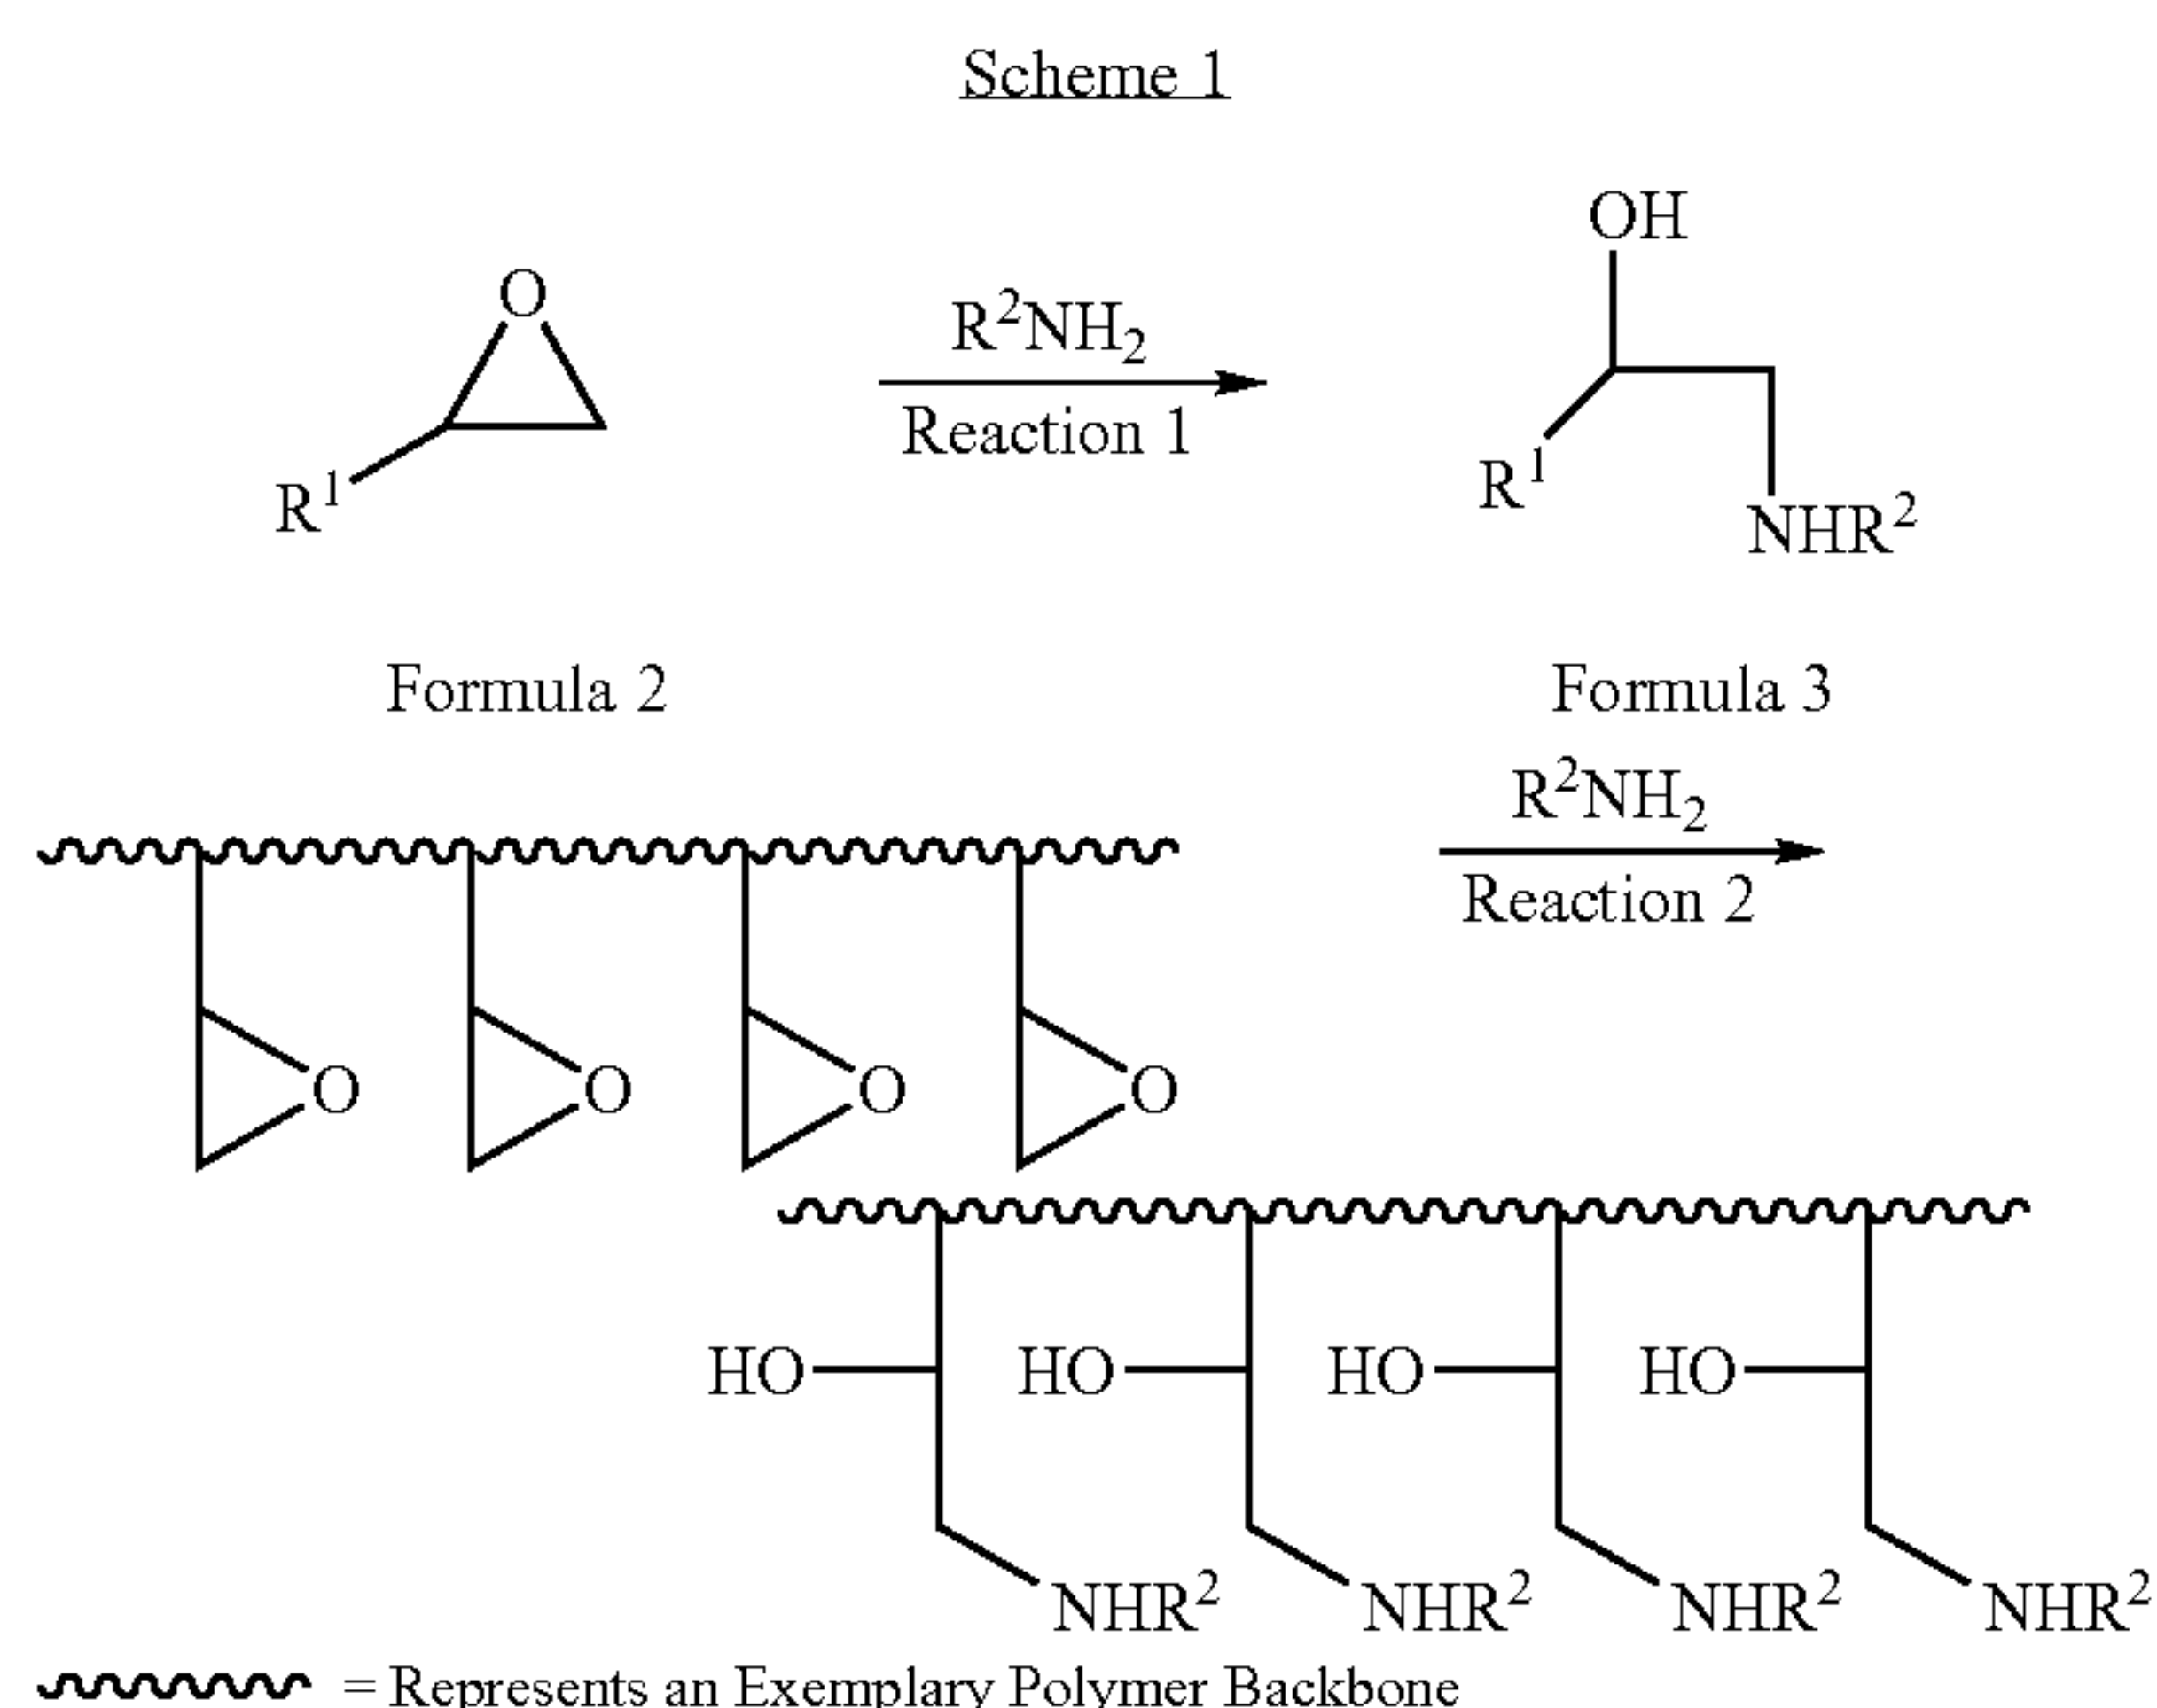 Scheme 1
OH
O
R²NH₂
Reaction 1
R¹
R¹
NHR²
Formula 2
Formula 3
R²NH₂
Reaction 2
O O O O
HO HO HO HO
NHR² NHR² NHR² NHR²
= Represents an Exemplary Polymer Backbone